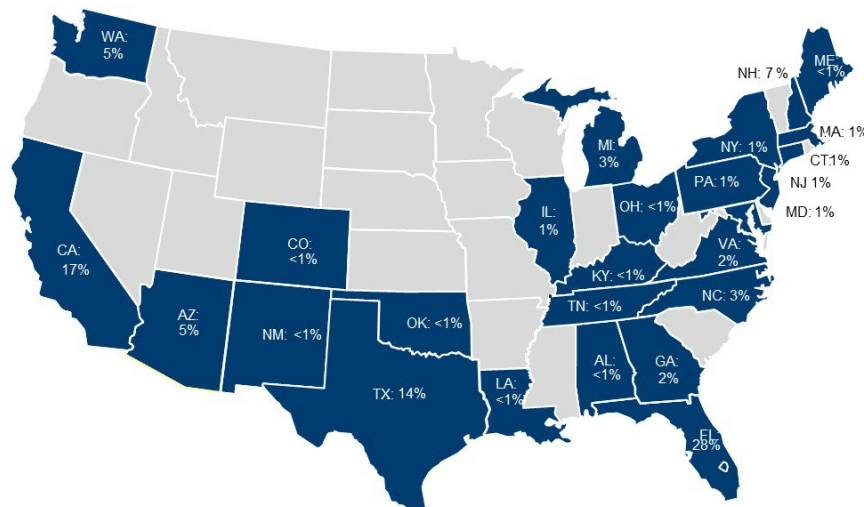 WA:
5%
ME:
<1%
NH: 7%
MA: 1%
NY: 1%
CT:1%
MI:
3%
PA: 1%
NJ 1%
OH: <1%
IL:
1%
MD: 1%
CO:
<1%
VA:
2%
CA:
17%
KY: <1%
NC: 3%
TN: <1%
AZ:
5%
NM: <1%
OK: <1%
AL:
<1%
GA:
2%
LA:
<1%
TX: 14%
FL:
28%